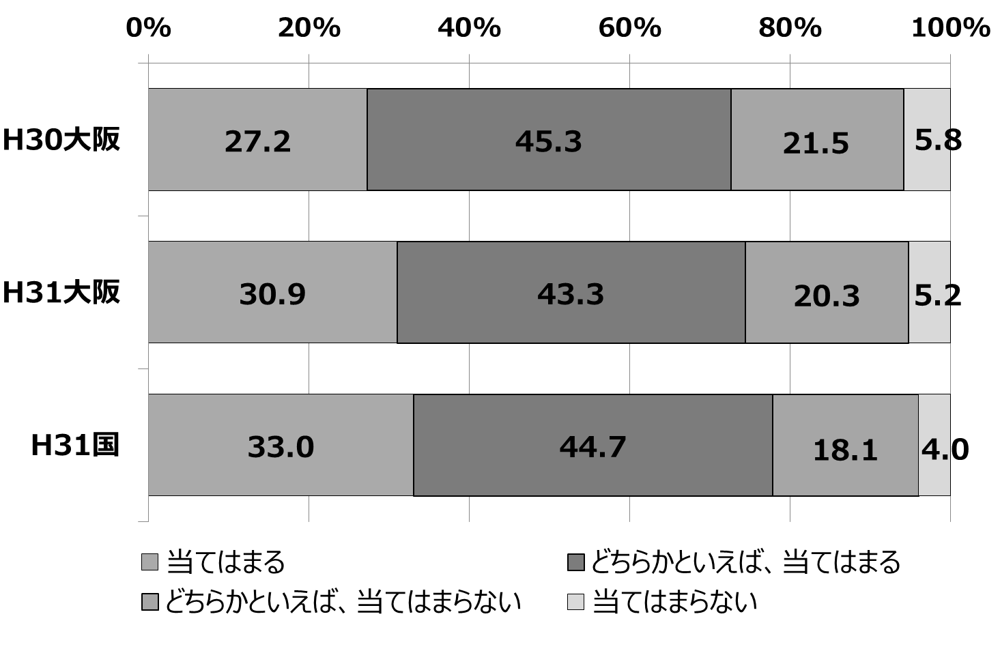 0% 20% 40% 60% 80% 100%
H30大阪 27.2 45.3 21.5 5.8
H31大阪 30.9 43.3 20.3 5.2
H31国 33.0 44.7 18.1 4.0
当てはまる どちらかといえば、当てはまる
どちらかといえば、当てはまらない 当てはまらない